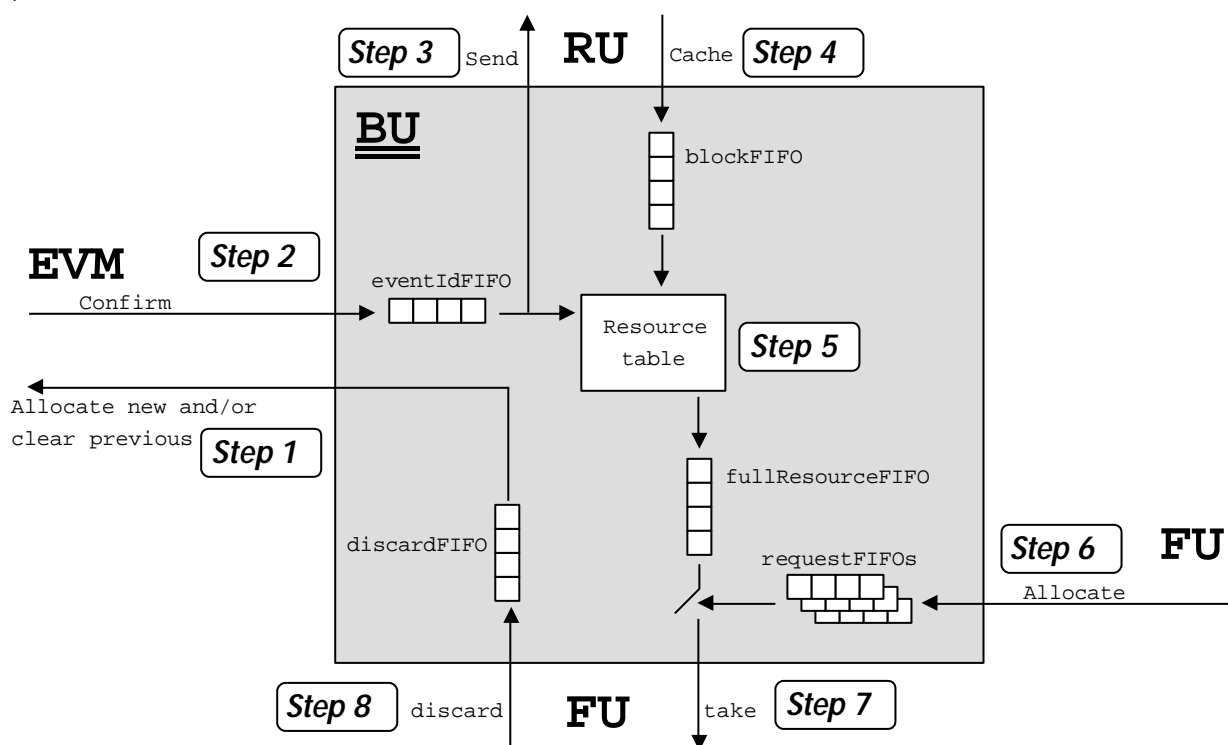 Step 3
Send
RU
Cache
Step 4
BU
blockFIFO
EVM
Step 2
eventIdFIFO
Confirm
Resource
table
Step 5
Allocate new and/or
clear previous
Step 1
fullResourceFIFO
discardFIFO
requestFIFOs
Step 6
FU
Allocate
Step 8
discard
FU
take
Step 7